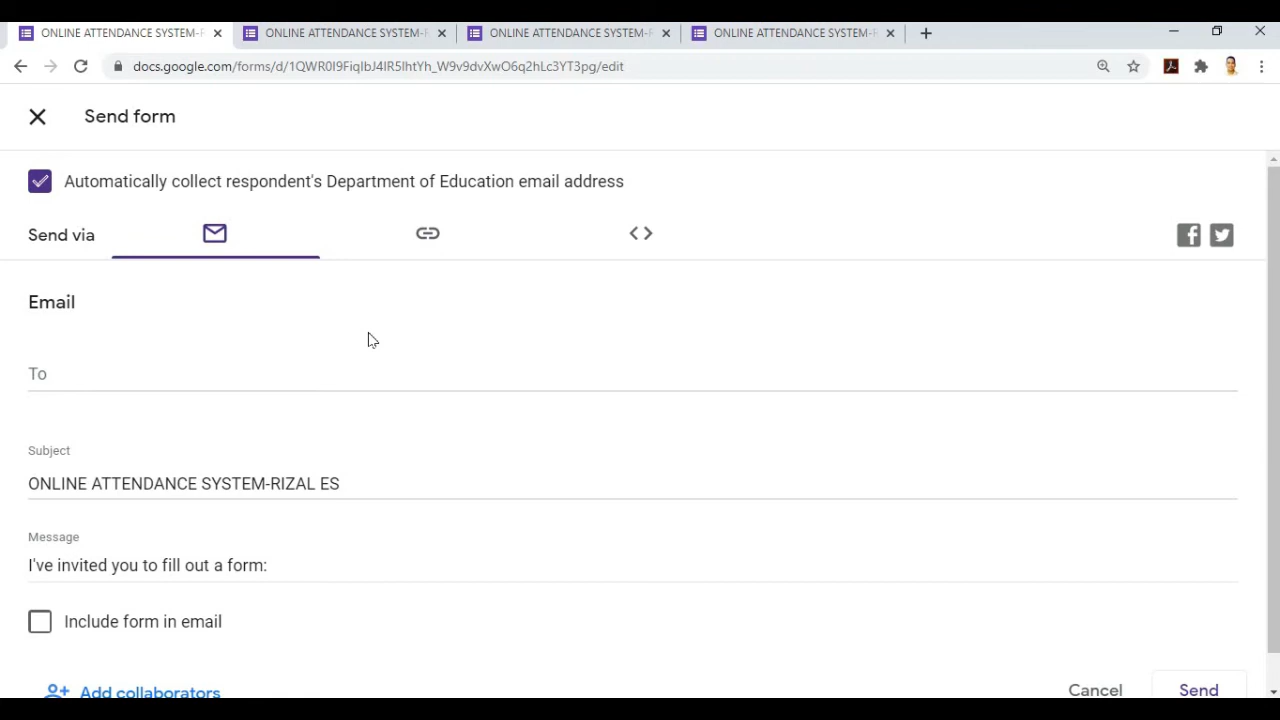 ONLINE ATTENDANCE SYSTEM-R
ONLINE ATTENDANCE SYSTEM-R
ONLINE ATTENDANCE SYSTEM-R
ONLINE ATTENDANCE SYSTEM-R
docs.google.com/forms/d/1QWR0I9FiqIbJ4IR5IhtYh_W9v9dvXwO6q2hLc3YT3pg/edit
Send form
Automatically collect respondent's Department of Education email address
Send via
Email
To
Subject
ONLINE ATTENDANCE SYSTEM-RIZAL ES
Message
I've invited you to fill out a form:
Include form in email
Add collaborators
Cancel
Send